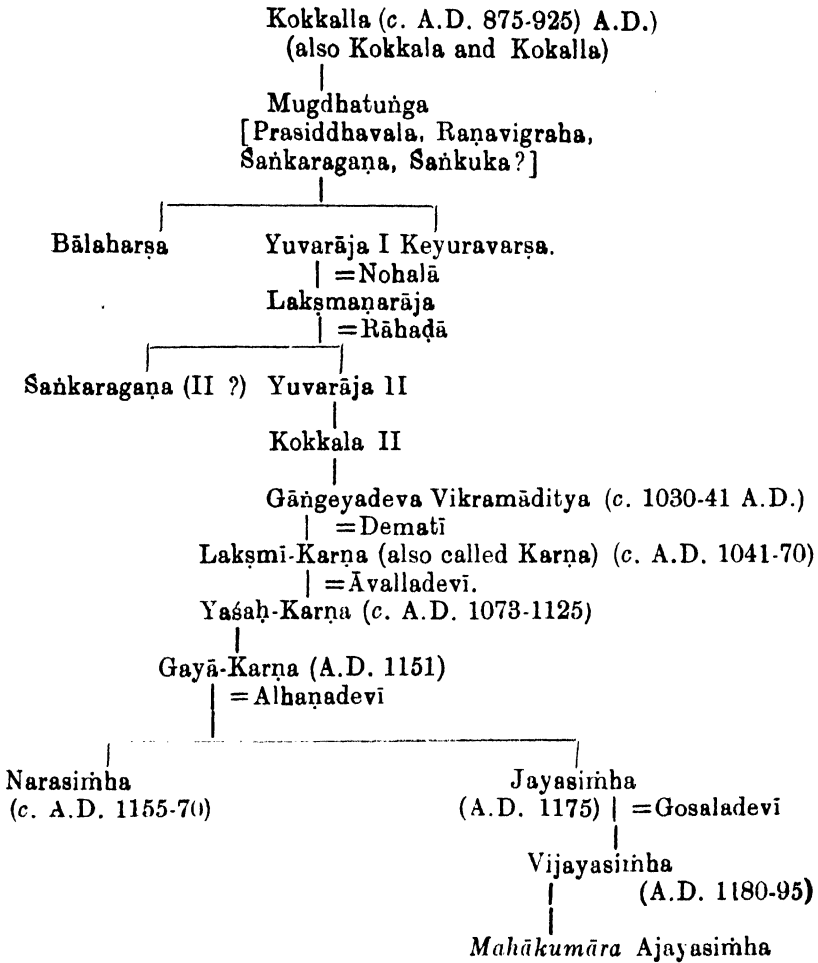 Kokkalla (c. A.D. 875-925) A.D.)
(also Kokkala and Kokalla)
Mugdhatuṅga
[Prasiddhavala, Raṇavigraha,
Śaṅkaragaṇa, Śaṅkuka?]
Bālaharṣa Yuvarāja I Keyuravarṣa.
=Nohalā
Lakṣmaṇarāja
=Rāhaḍā
Śaṅkaragaṇa (II ?) Yuvarāja II
Kokkala II
Gāṅgeyadeva Vikramāditya (c. 1030-41 A.D.)
=Dematī
Lakṣmī-Karṇa (also called Karṇa) (c. A.D. 1041-70)
=Āvalladevī.
Yaśaḥ-Karṇa (c. A.D. 1073-1125)
Gayā-Karṇa (A.D. 1151)
=Alhaṇadevī
Narasiṁha Jayasiṁha
(c. A.D. 1155-70) (A.D. 1175) =Gosaladevī
Vijayasiṁha
(A.D. 1180-95)
Mahākumāra Ajayasiṁha